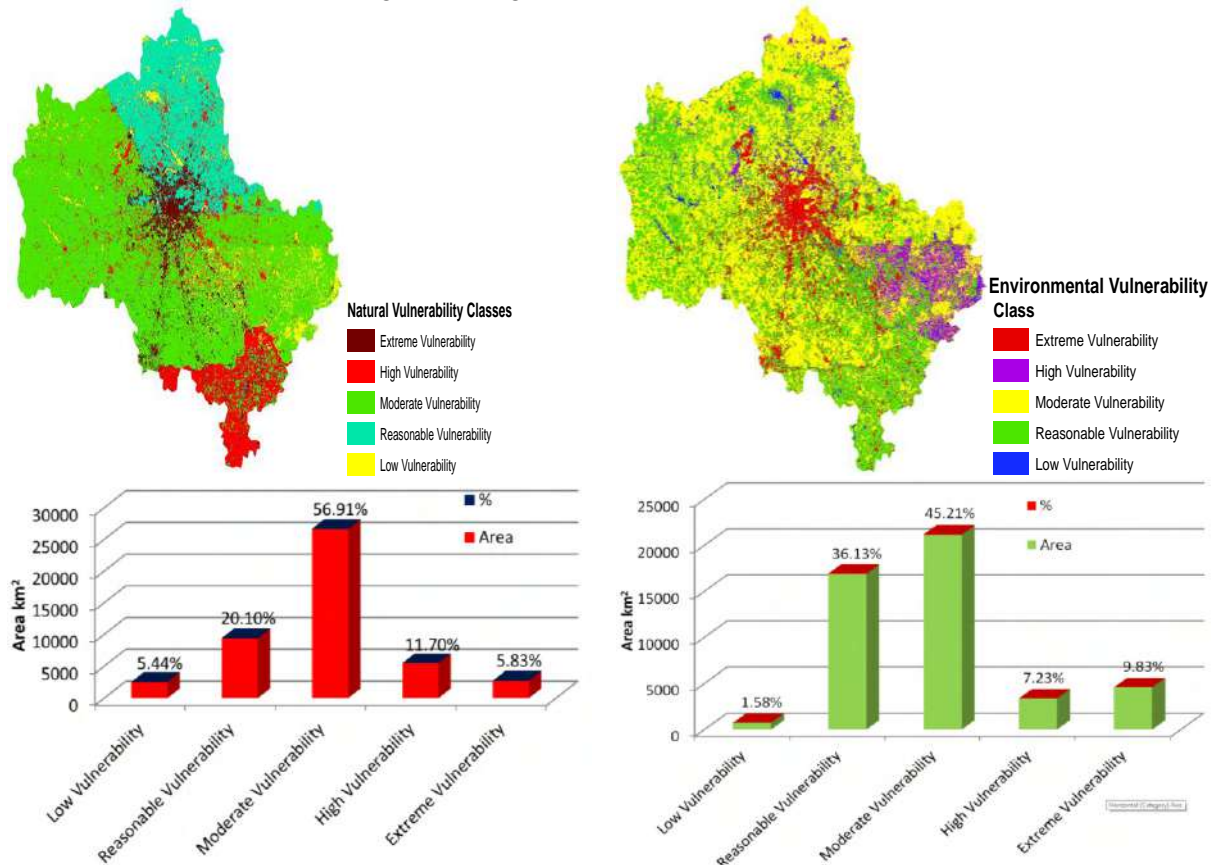 Natural Vulnerability Classes
Extreme Vulnerability
High Vulnerability
Moderate Vulnerability
Reasonable Vulnerability
Low Vulnerability
Environmental Vulnerability
Class
Extreme Vulnerability
High Vulnerability
Moderate Vulnerability
Reasonable Vulnerability
Low Vulnerability
Area km²
30000
25000
20000
15000
10000
5000
0
5.44%
20.10%
56.91%
11.70%
5.83%
%
Area
Low Vulnerability
Reasonable Vulnerability
Moderate Vulnerability
High Vulnerability
Extreme Vulnerability
Area km²
25000
20000
15000
10000
5000
0
1.58%
36.13%
45.21%
7.23%
9.83%
%
Area
Low Vulnerability
Reasonable Vulnerability
Moderate Vulnerability
High Vulnerability
Extreme Vulnerability
Horizontal (Category) Axis